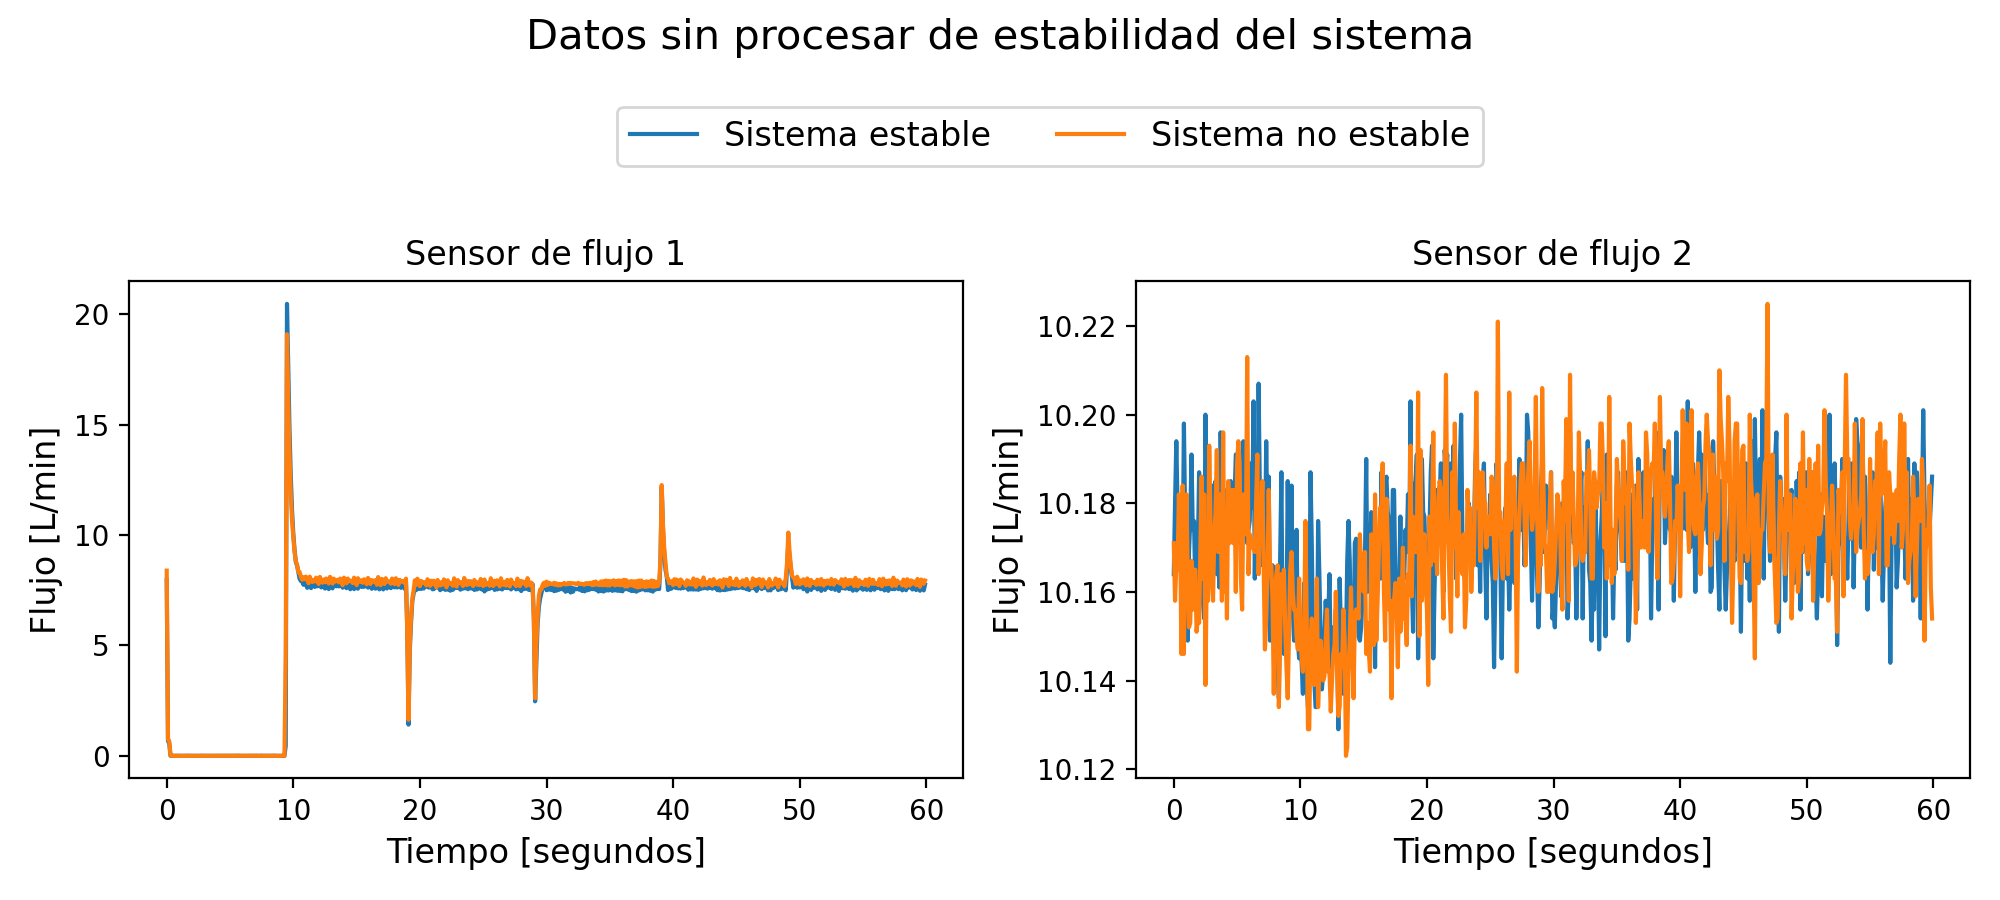 Datos sin procesar de estabilidad del sistema
Sistema estable Sistema no estable
Sensor de flujo 1
Flujo [L/min]
20
15
10
5
0
0 10 20 30 40 50 60
Tiempo [segundos]
Sensor de flujo 2
Flujo [L/min]
10.22
10.20
10.18
10.16
10.14
10.12
0 10 20 30 40 50 60
Tiempo [segundos]